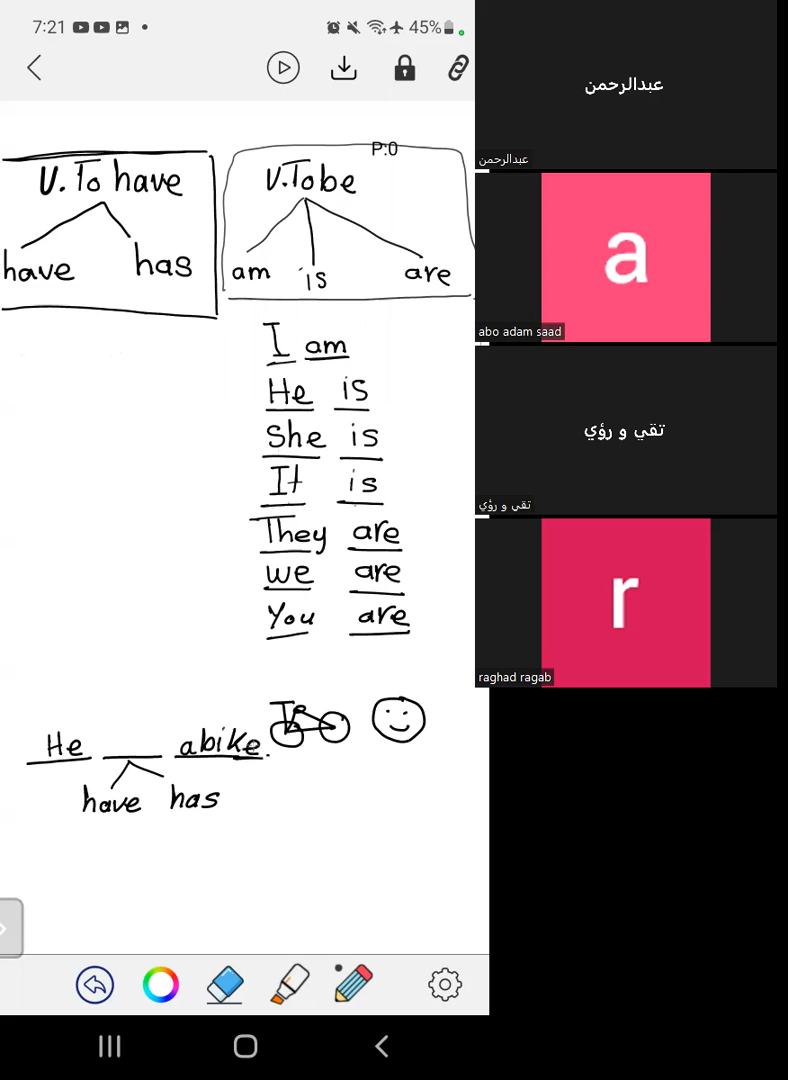 7:21
45%
P:0
V. To have
have has
V. Tobe
am is are
I am
He is
She is
It is
They are
we are
You are
He ___ abike.
have has
عبدالرحمن
عبدالرحمن
a
abo adam saad
تقي و رؤي
تقي و رؤي
r
raghad ragab